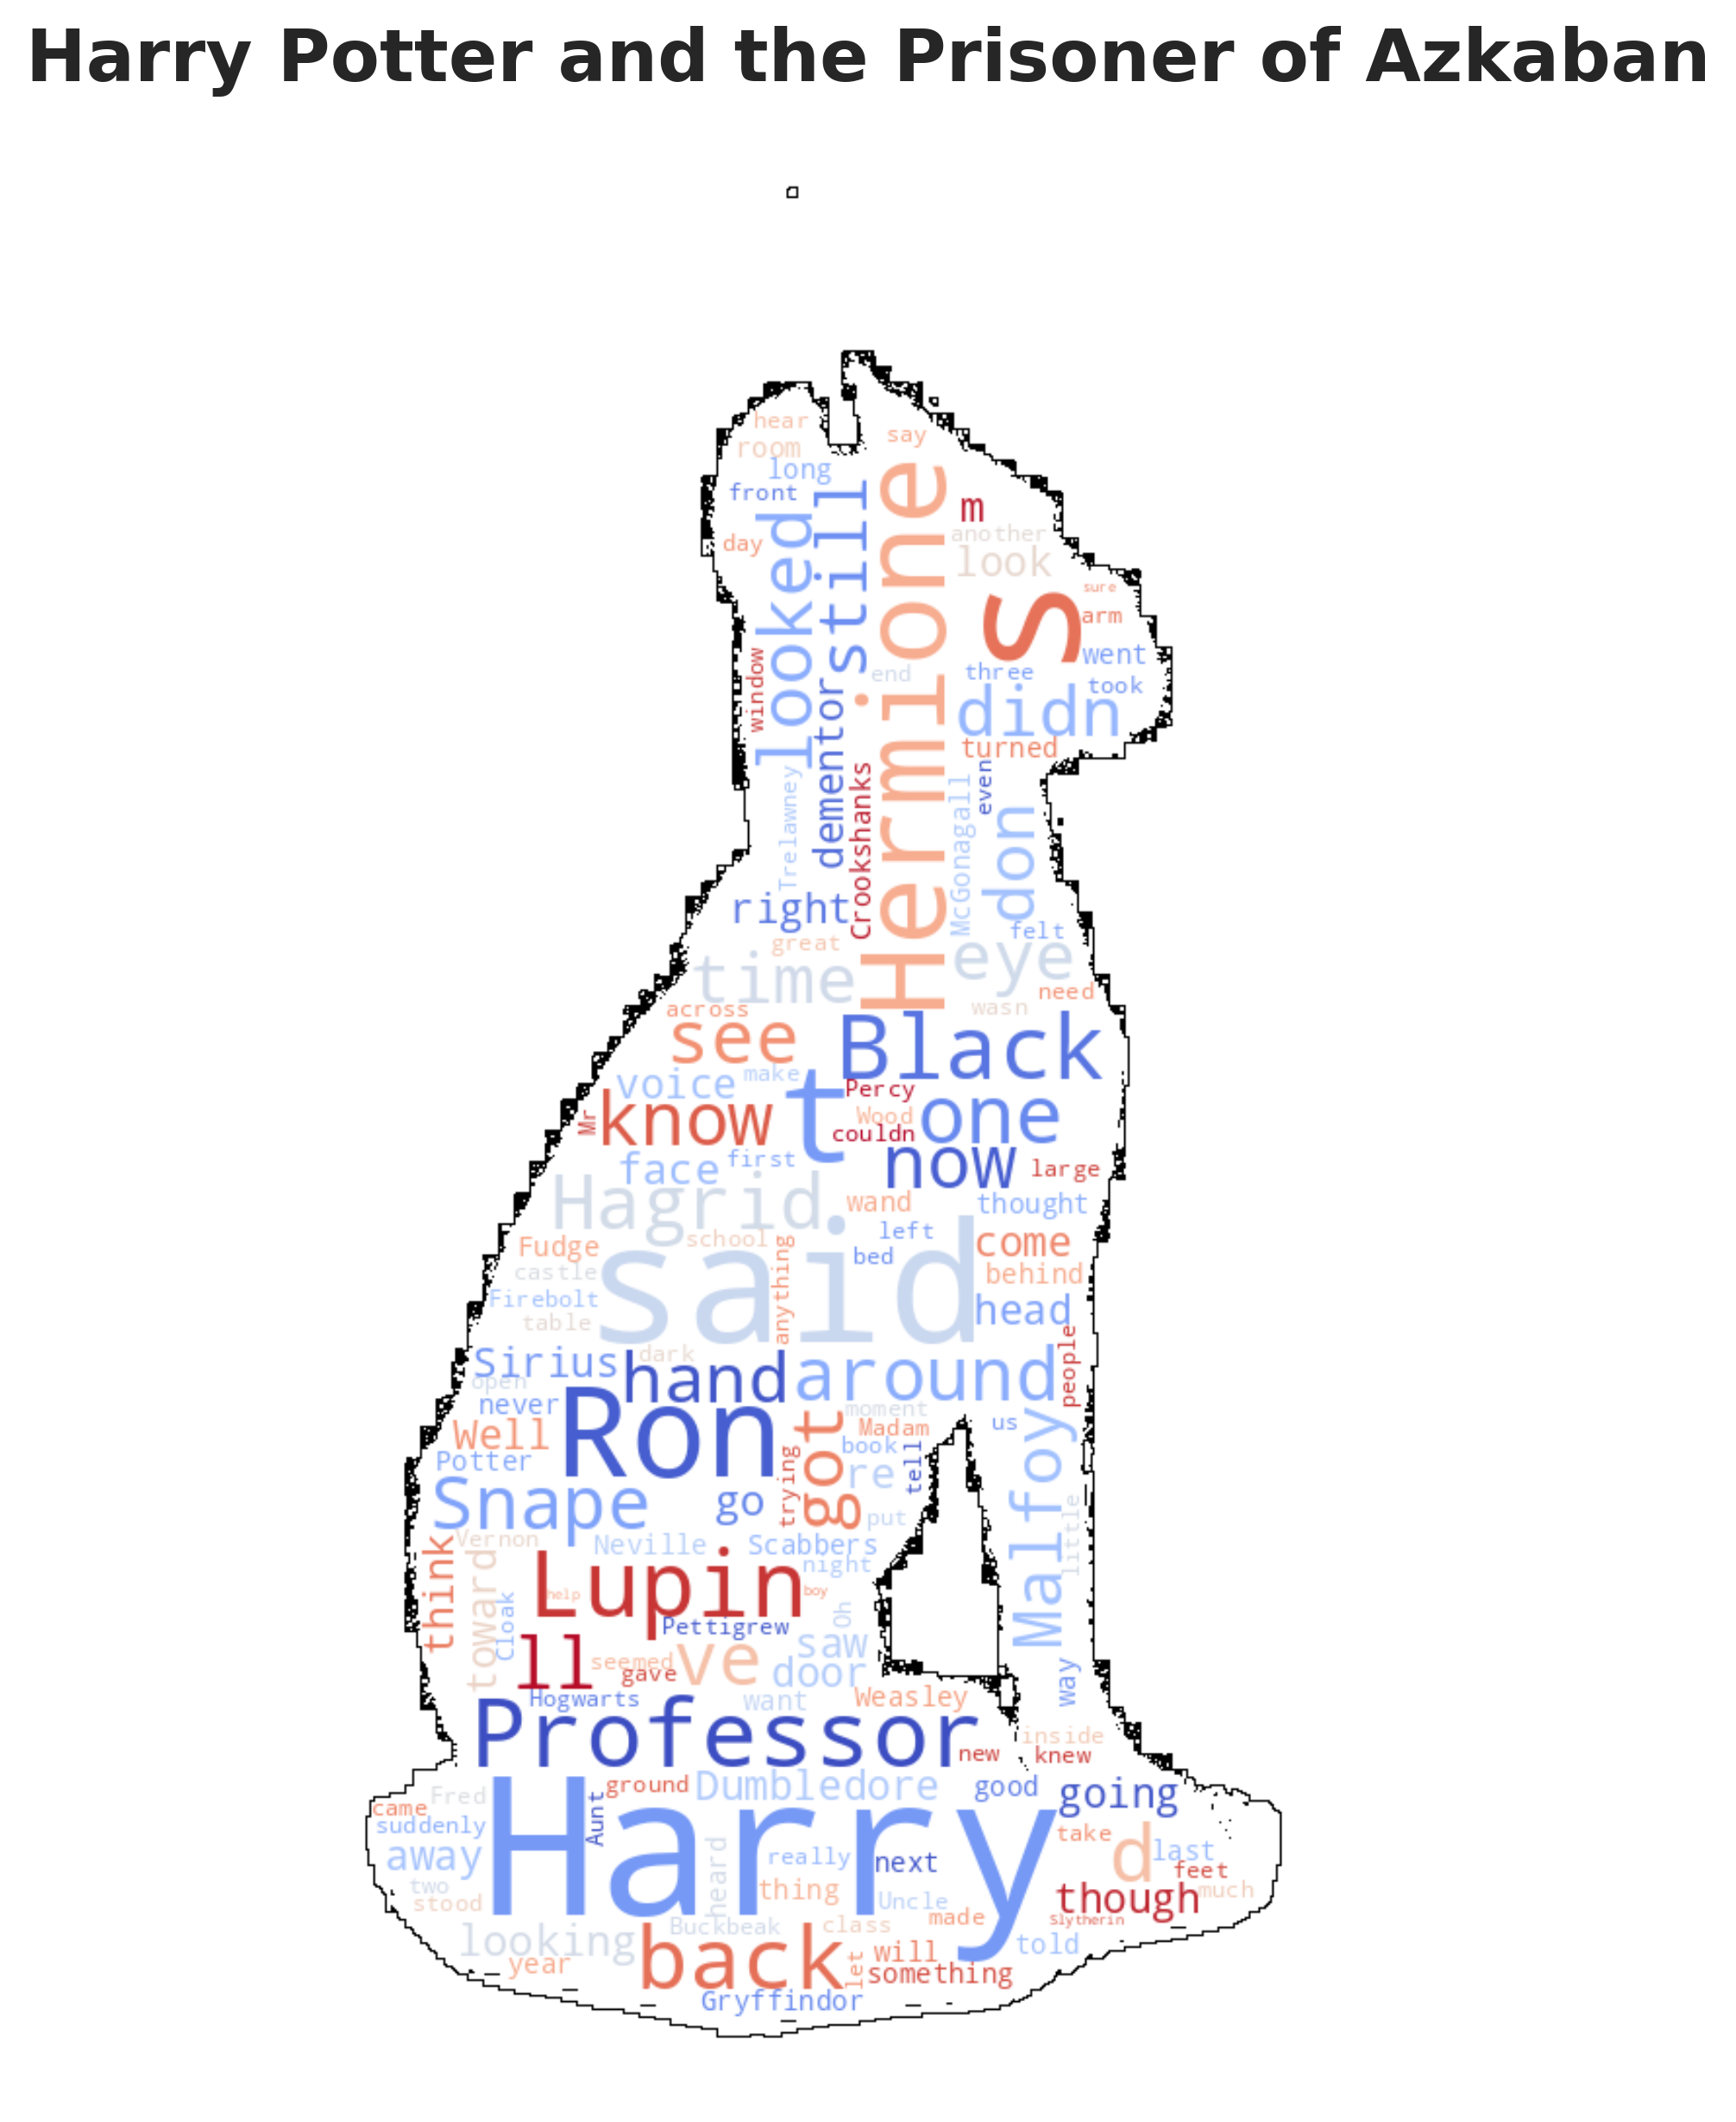 Harry Potter and the Prisoner of Azkaban
hear
say
room
long
front
looked
still
Hermione
m
another
day
look
sure
S
arm
went
window
end
three
took
dementor
didn
turned
Trelawney
Crookshanks
McGonagall
even
don
right
felt
great
time
eye
need
across
wasn
see
Black
voice
make
Percy
Mr
know
t
Wood
one
couldn
face
first
now
large
Hagrid
wand
thought
left
school
Fudge
anything
bed
come
castle
said
behind
Firebolt
head
table
people
Sirius
dark
hand
around
open
never
Ron
moment
us
Well
got
Madam
Malfoy
Potter
trying
book
tell
re
Snape
go
put
little
Vernon
Neville
Scabbers
think
toward
night
Lupin
help
boy
Cloak
Oh
Pettigrew
ll
seemed
ve
saw
gave
door
way
Hogwarts
want
Weasley
Professor
inside
new
knew
ground
Dumbledore
good
going
Fred
came
Aunt
suddenly
Harry
take
d
away
heard
really
next
last
feet
two
thing
much
stood
Uncle
though
Buckbeak
class
made
Slytherin
looking
back
let
will
told
year
something
Gryffindor